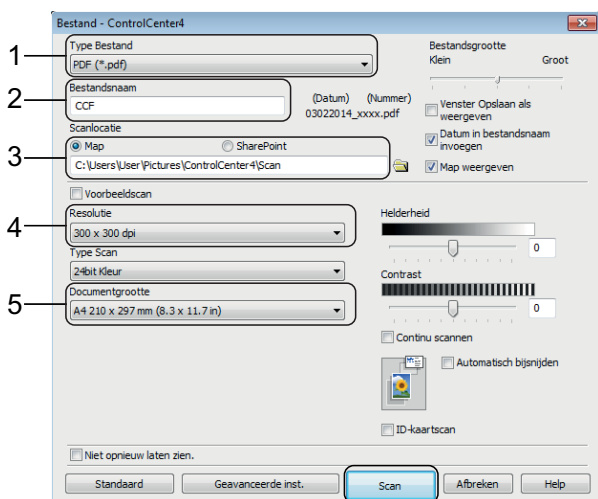 Bestand - ControlCenter4
1
Type Bestand
PDF (*.pdf)
Bestandsgrootte
Klein Groot
2
Bestandsnaam
CCF
(Datum) (Nummer)
03022014_xxxx.pdf
Venster Opslaan als
weergeven
Datum in bestandsnaam
invoegen
Map weergeven
3
Scanlocatie
Map SharePoint
C:\Users\User\Pictures\ControlCenter4\Scan
Voorbeeldscan
4
Resolutie
300 x 300 dpi
Type Scan
24bit Kleur
5
Documentgrootte
A4 210 x 297 mm (8.3 x 11.7 in)
Helderheid
0
Contrast
0
Continu scannen
Automatisch bijsnijden
ID-kaartscan
Niet opnieuw laten zien.
Standaard Geavanceerde inst. Scan Afbreken Help